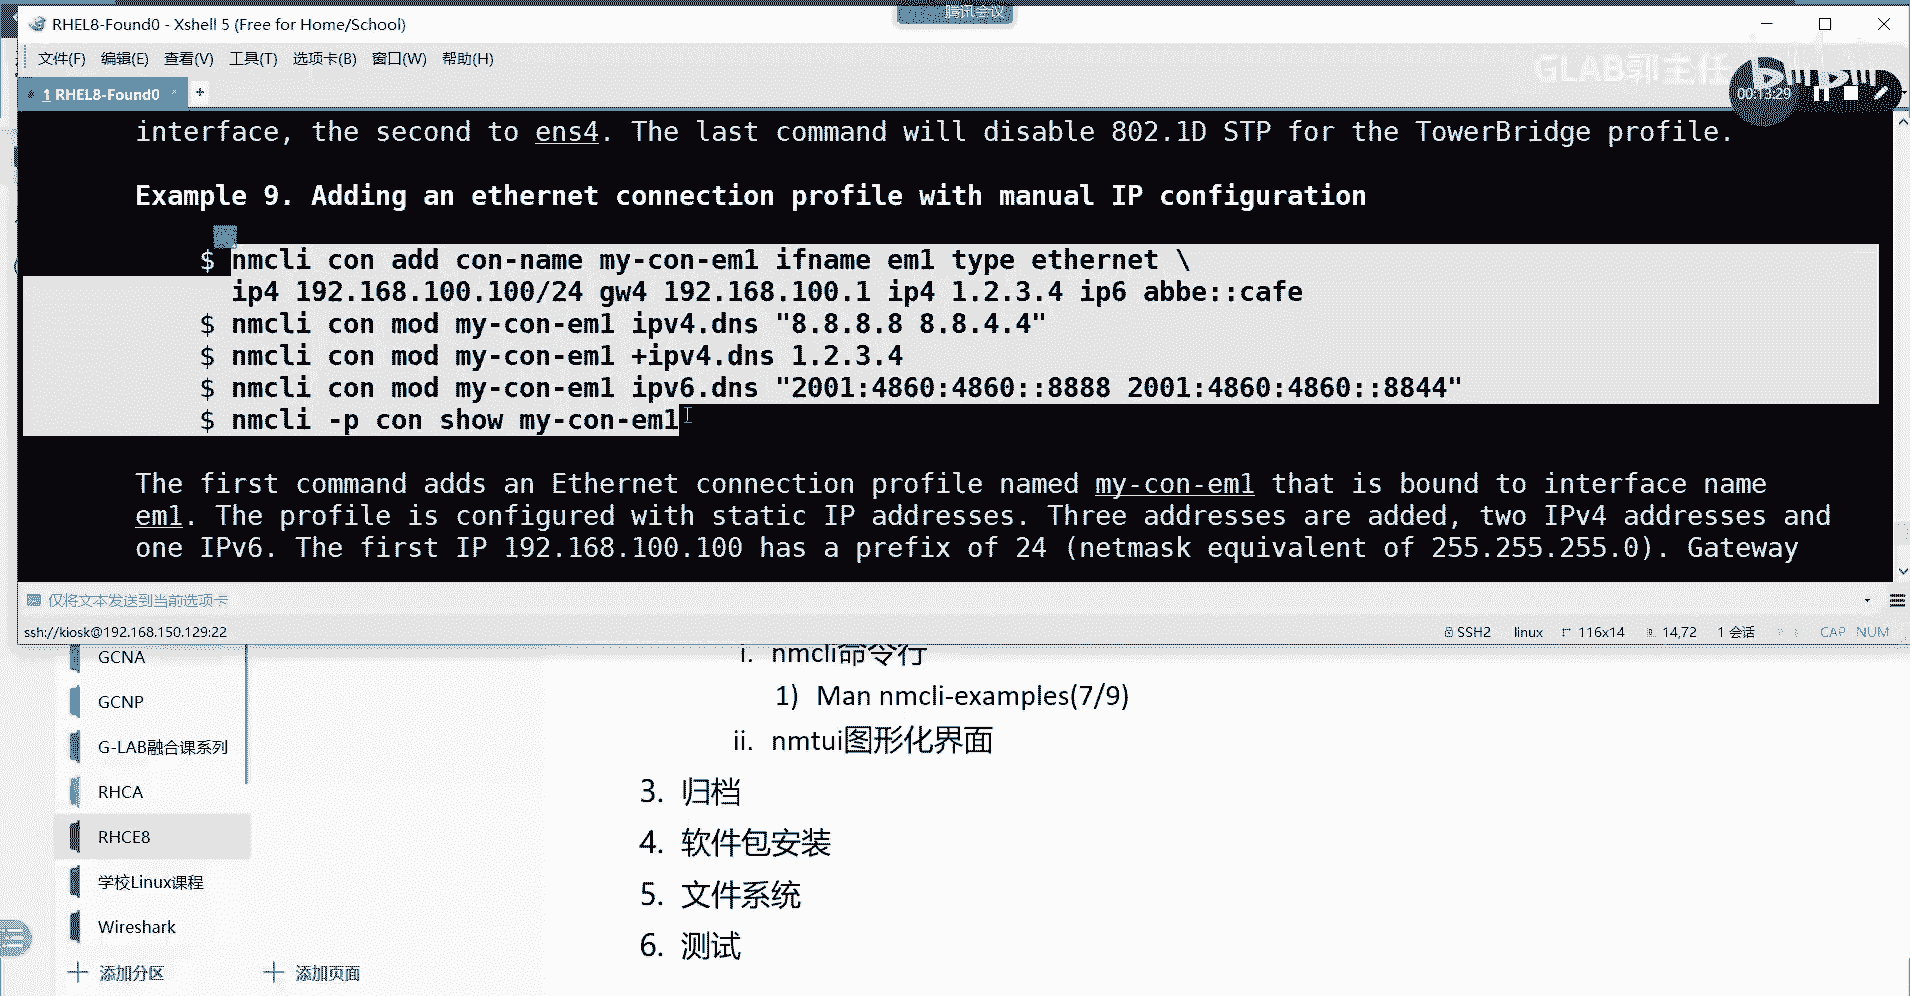 腾讯会议
RHEL8-Found0 - Xshell 5 (Free for Home/School)
文件(F) 编辑(E) 查看(V) 工具(T) 选项卡(B) 窗口(W) 帮助(H)
GLAB郭主任
bilibili
00:13:29
1 RHEL8-Found0 × +
interface, the second to ens4. The last command will disable 802.1D STP for the TowerBridge profile.
Example 9. Adding an ethernet connection profile with manual IP configuration
$ nmcli con add con-name my-con-em1 ifname em1 type ethernet \
ip4 192.168.100.100/24 gw4 192.168.100.1 ip4 1.2.3.4 ip6 abbe::cafe
$ nmcli con mod my-con-em1 ipv4.dns "8.8.8.8 8.8.4.4"
$ nmcli con mod my-con-em1 +ipv4.dns 1.2.3.4
$ nmcli con mod my-con-em1 ipv6.dns "2001:4860:4860::8888 2001:4860:4860::8844"
$ nmcli -p con show my-con-em1
The first command adds an Ethernet connection profile named my-con-em1 that is bound to interface name
em1. The profile is configured with static IP addresses. Three addresses are added, two IPv4 addresses and
one IPv6. The first IP 192.168.100.100 has a prefix of 24 (netmask equivalent of 255.255.255.0). Gateway
仅将文本发送到当前选项卡
ssh://kiosk@192.168.150.129:22 SSH2 linux 116x14 14,72 1 会话 CAP NUM
GCNA
GCNP
G-LAB融合课系列
RHCA
RHCE8
学校Linux课程
Wireshark
添加分区 添加页面
i. nmcli命令行
1) Man nmcli-examples(7/9)
ii. nmtui图形化界面
3. 归档
4. 软件包安装
5. 文件系统
6. 测试